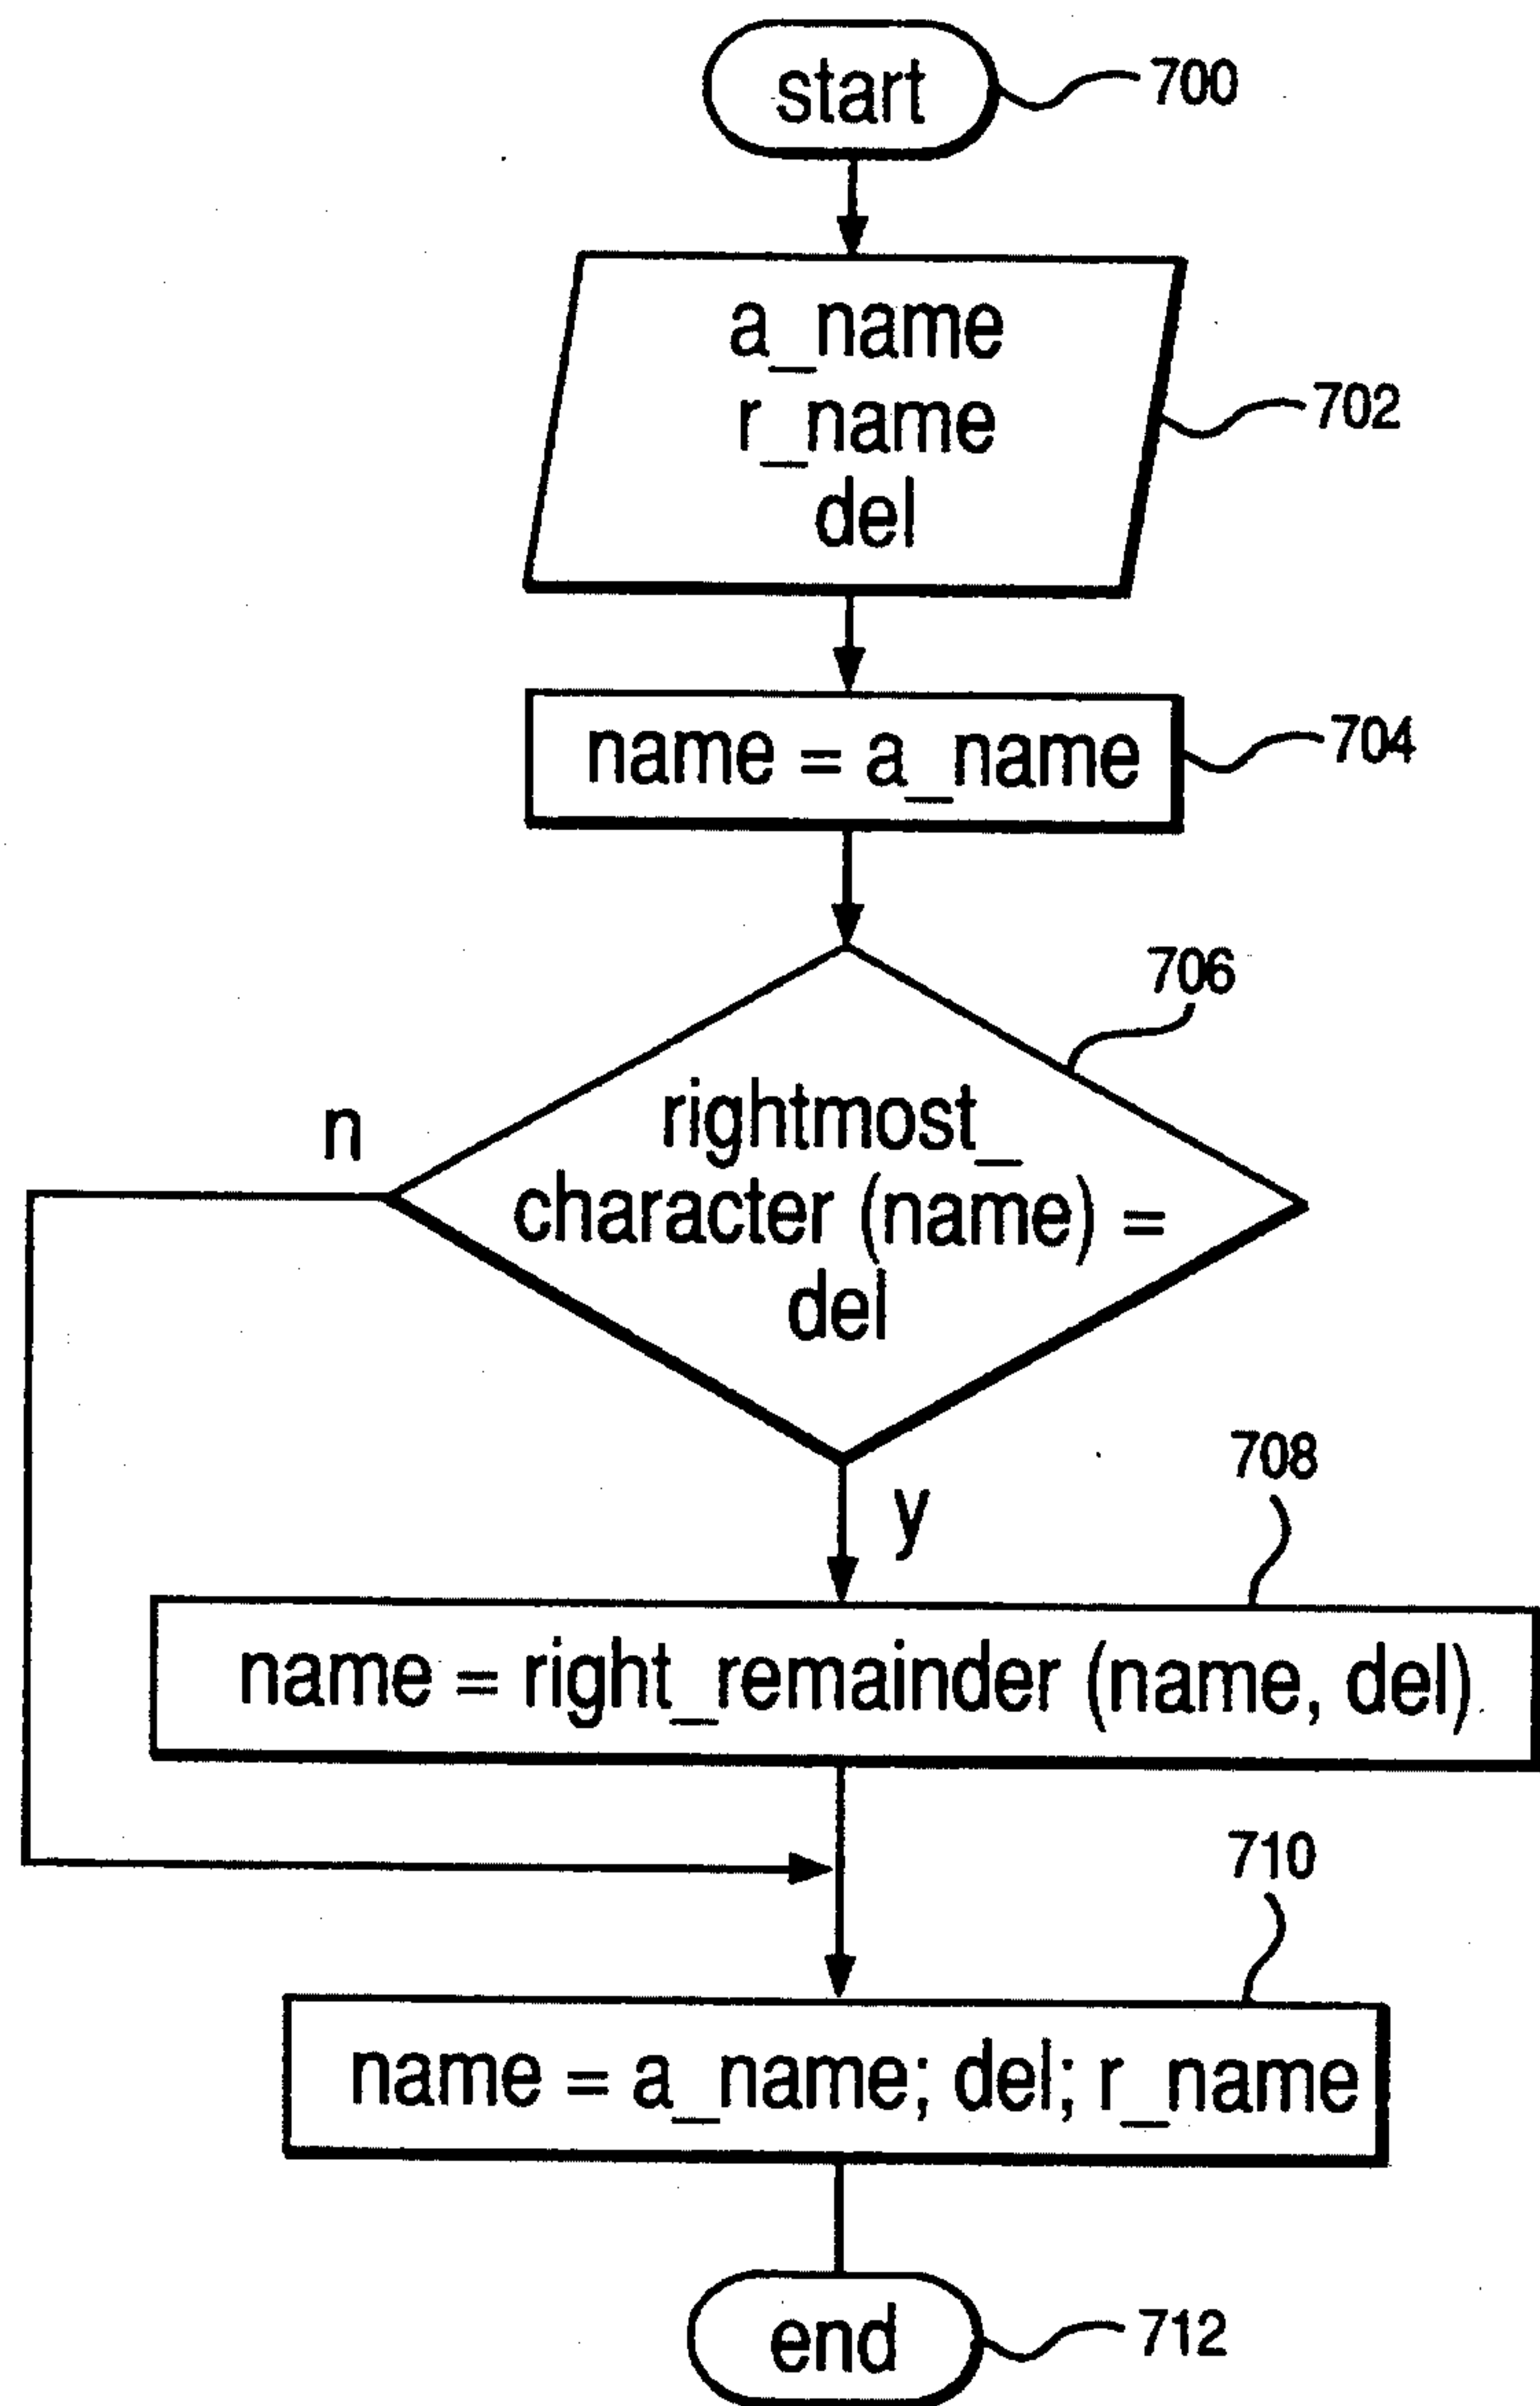 start
700
a_name
r_name
del
702
name = a_name
704
706
n
rightmost_
character (name) =
del
y
708
name = right_remainder (name, del)
710
name = a_name; del; r_name
end
712